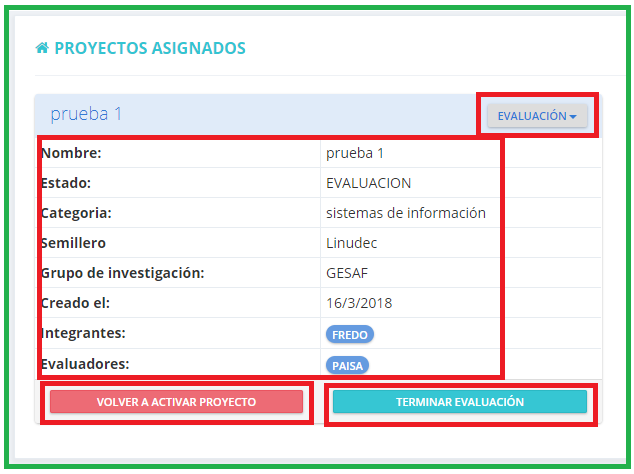 PROYECTOS ASIGNADOS
prueba 1
EVALUACIÓN
Nombre: prueba 1
Estado: EVALUACION
Categoria: sistemas de información
Semillero Linudec
Grupo de investigación: GESAF
Creado el: 16/3/2018
Integrantes: FREDO
Evaluadores: PAISA
VOLVER A ACTIVAR PROYECTO TERMINAR EVALUACIÓN